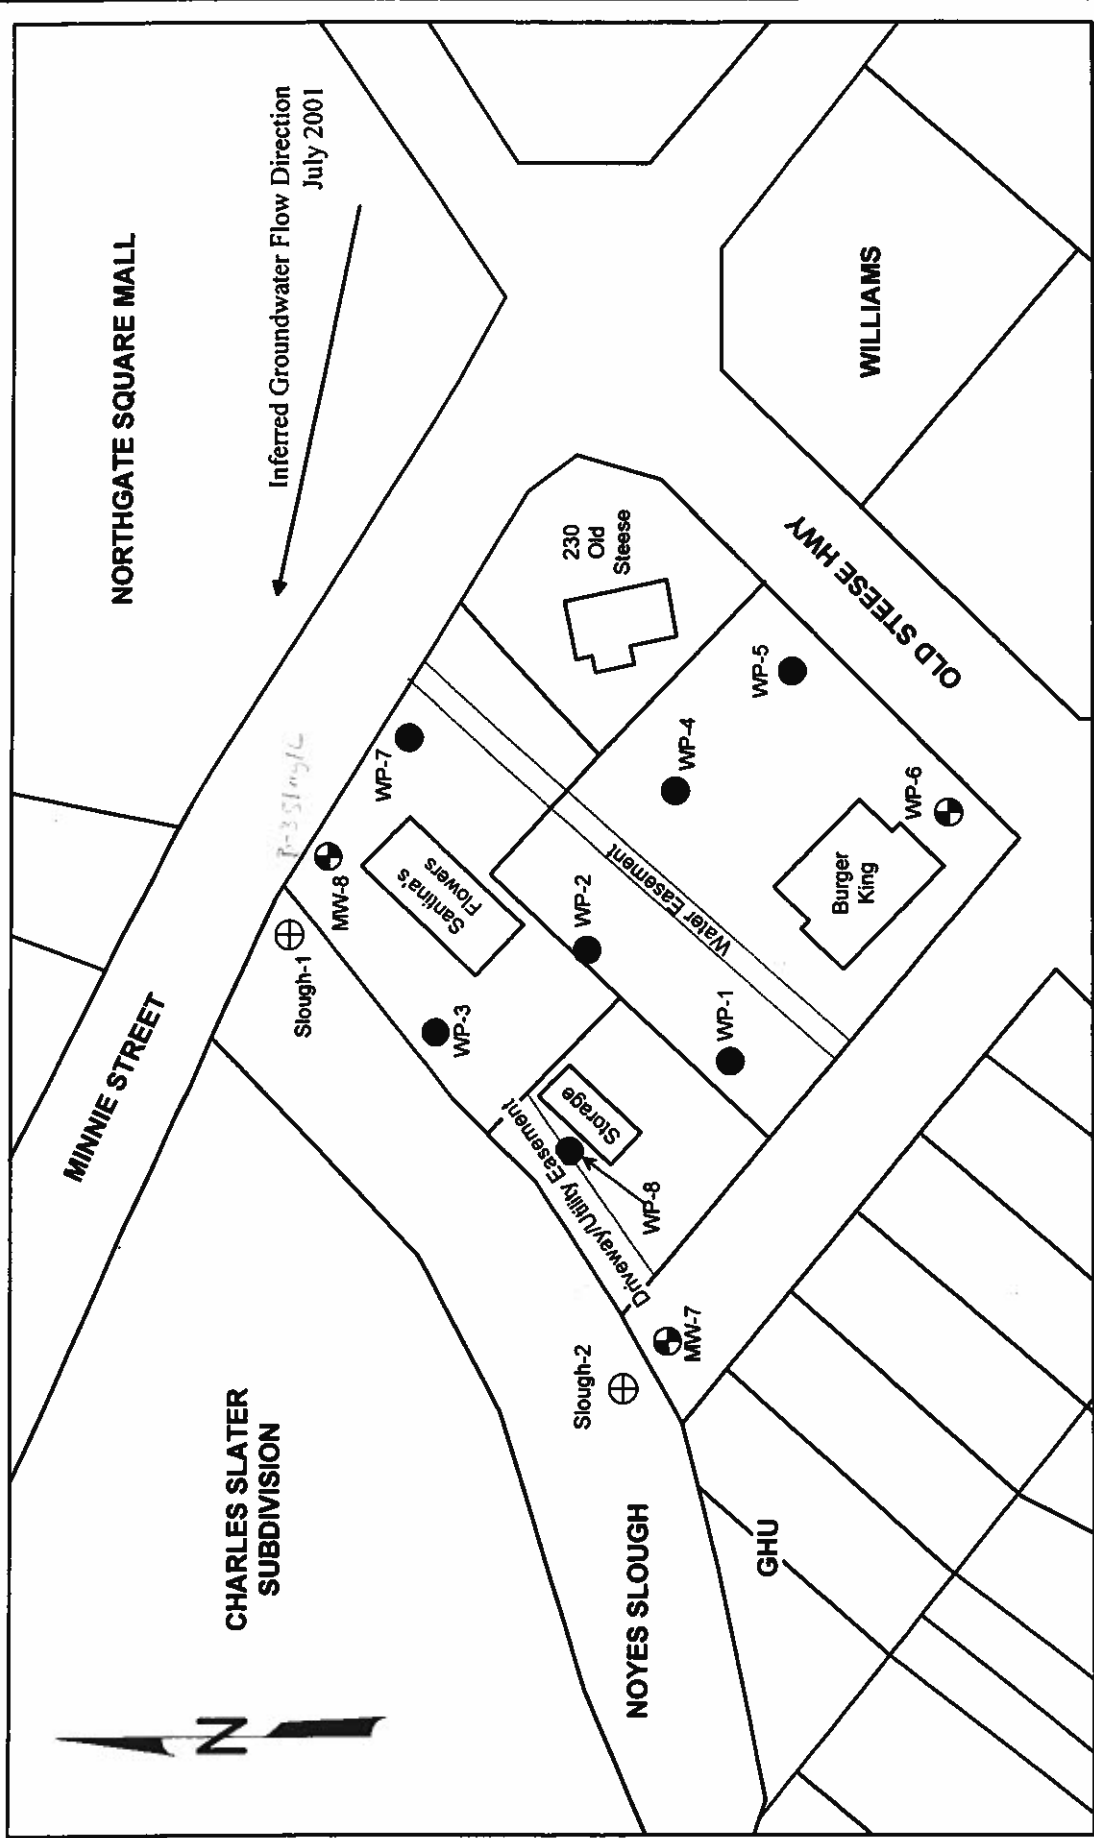 NORTHGATE SQUARE MALL
Inferred Groundwater Flow Direction
July 2001
MINNIE STREET
CHARLES SLATER
SUBDIVISION
N
NOYES SLOUGH
GHU
Slough-1
Slough-2
MW-8
MW-7
WP-7
Santina's
Flowers
WP-3
WP-2
WP-1
WP-8
Storage
Driveway/Utility Easement
Water Easement
230
Old
Steese
WP-4
WP-5
WP-6
Burger
King
OLD STEESE HWY
WILLIAMS